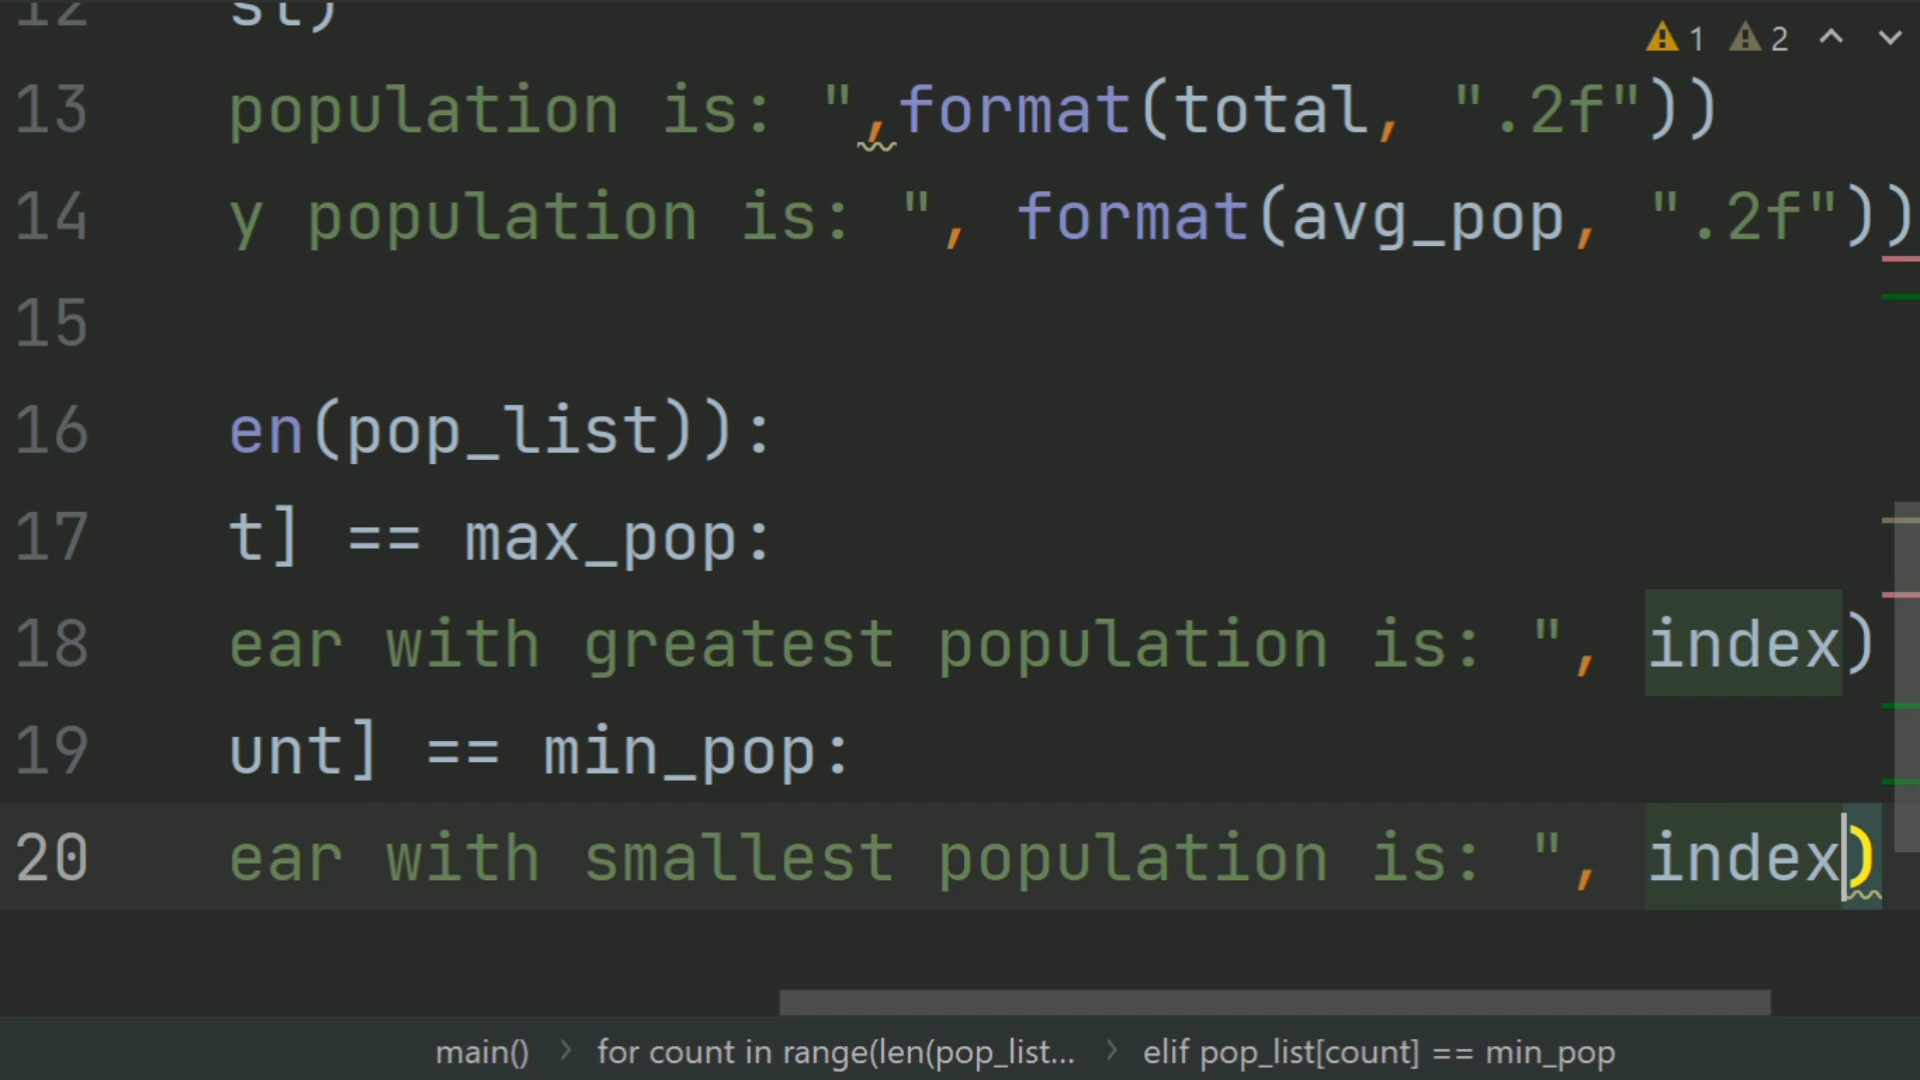 12 st)
1 2
13 population is: ",format(total, ".2f"))
14 y population is: ", format(avg_pop, ".2f"))
15
16 en(pop_list)):
17 t] == max_pop:
18 ear with greatest population is: ", index)
19 unt] == min_pop:
20 ear with smallest population is: ", index)
main() > for count in range(len(pop_list... > elif pop_list[count] == min_pop